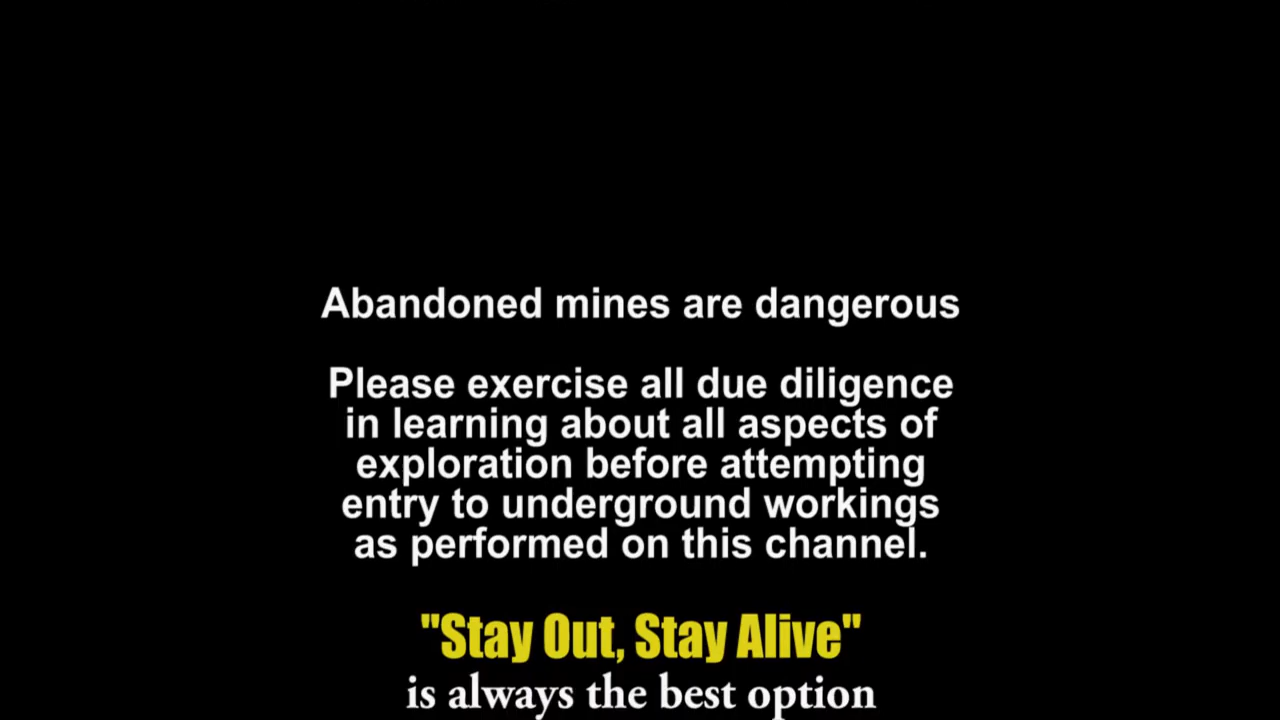 Abandoned mines are dangerous
Please exercise all due diligence
in learning about all aspects of
exploration before attempting
entry to underground workings
as performed on this channel.
"Stay Out, Stay Alive"
is always the best option